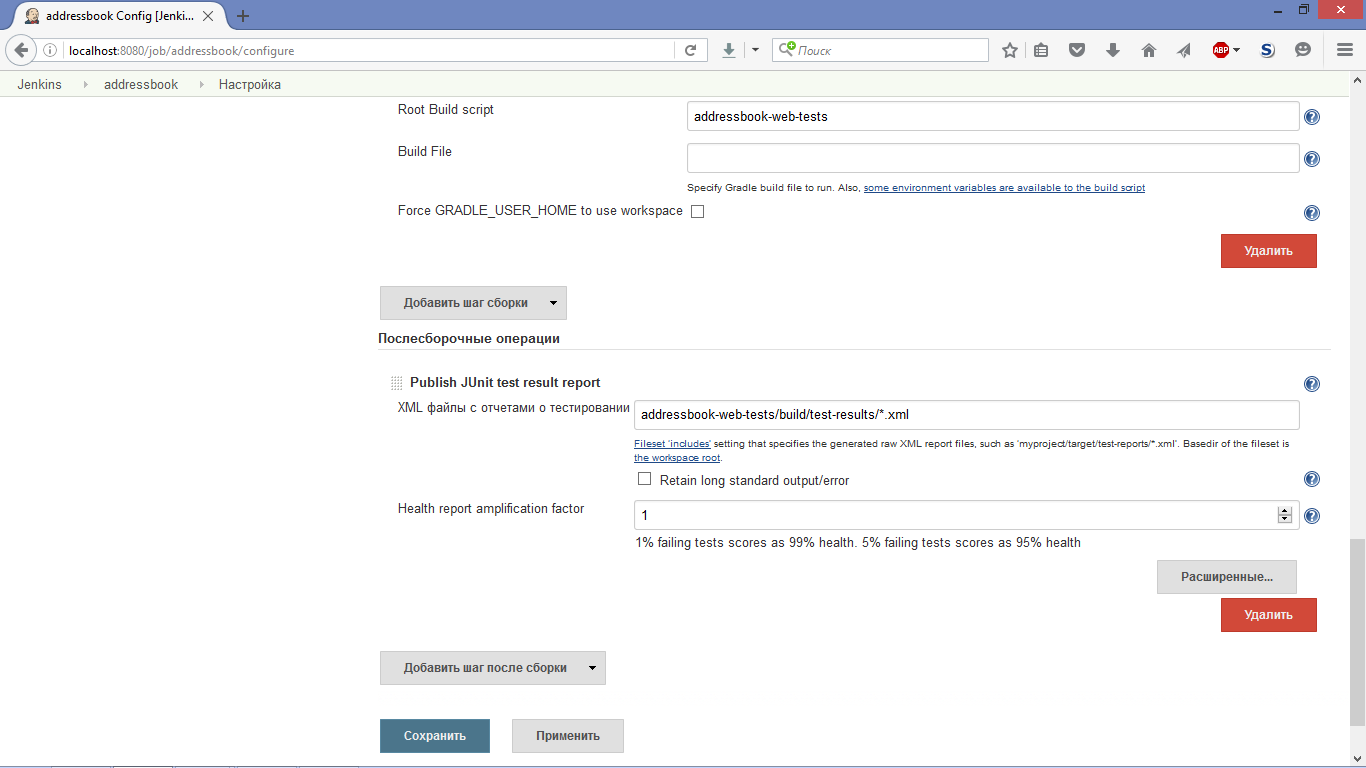 addressbook Config [Jenki...
localhost:8080/job/addressbook/configure
Поиск
ABP
S
Jenkins addressbook Настройка
Root Build script addressbook-web-tests
Build File
Specify Gradle build file to run. Also, some environment variables are available to the build script
Force GRADLE_USER_HOME to use workspace
Удалить
Добавить шаг сборки
Послесборочные операции
Publish JUnit test result report
XML файлы с отчетами о тестировании addressbook-web-tests/build/test-results/*.xml
Fileset 'includes' setting that specifies the generated raw XML report files, such as 'myproject/target/test-reports/*.xml'. Basedir of the fileset is
the workspace root.
Retain long standard output/error
Health report amplification factor 1
1% failing tests scores as 99% health. 5% failing tests scores as 95% health
Расширенные...
Удалить
Добавить шаг после сборки
Сохранить Применить